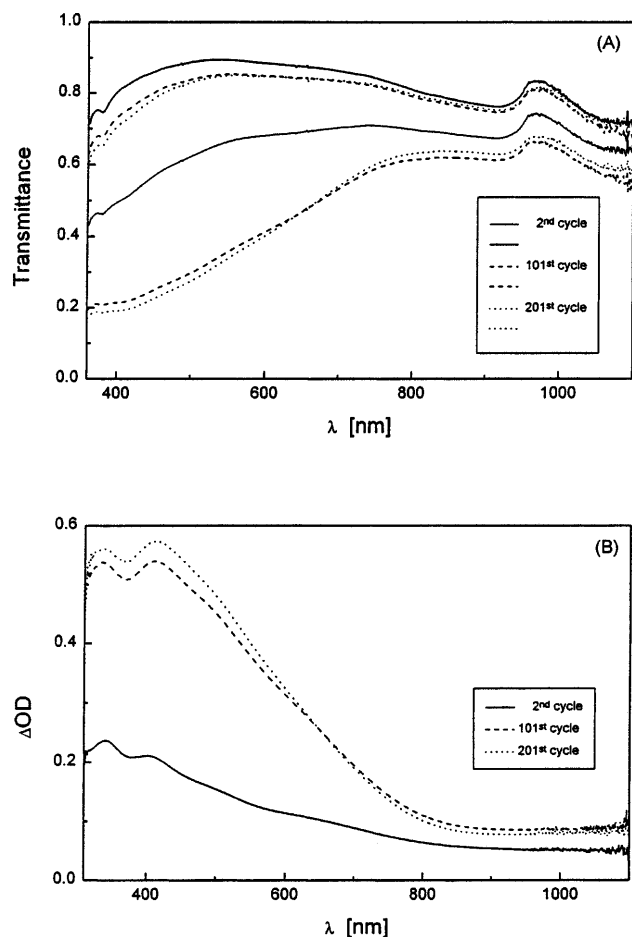 (A)
1.0
0.8
0.6
0.4
0.2
0.0
Transmittance
2nd cycle
101st cycle
201st cycle
400
600
800
1000
λ [nm]
(B)
0.6
0.4
0.2
0.0
ΔOD
2nd cycle
101st cycle
201st cycle
400
600
800
1000
λ [nm]